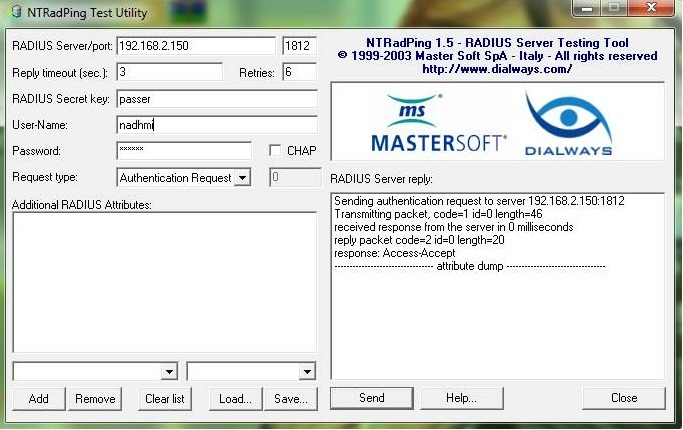 NTRadPing Test Utility
RADIUS Server/port: 192.168.2.150 1812
Reply timeout (sec.): 3 Retries: 6
RADIUS Secret key: passer
User-Name: nadhmi
Password: ****** CHAP
Request type: Authentication Request 0
Additional RADIUS Attributes:
Add Remove Clear list Load... Save...
NTRadPing 1.5 - RADIUS Server Testing Tool
© 1999-2003 Master Soft SpA - Italy - All rights reserved
http://www.dialways.com/
ms
MASTERSOFT® DIALWAYS
RADIUS Server reply:
Sending authentication request to server 192.168.2.150:1812
Transmitting packet, code=1 id=0 length=46
received response from the server in 0 milliseconds
reply packet code=2 id=0 length=20
response: Access-Accept
-------------------------------- attribute dump --------------------------------
Send Help... Close